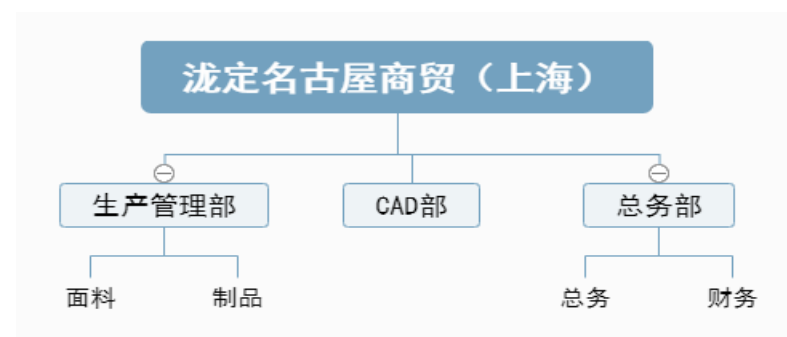 泷定名古屋商贸（上海）
生产管理部
CAD部
总务部
面料
制品
总务
财务